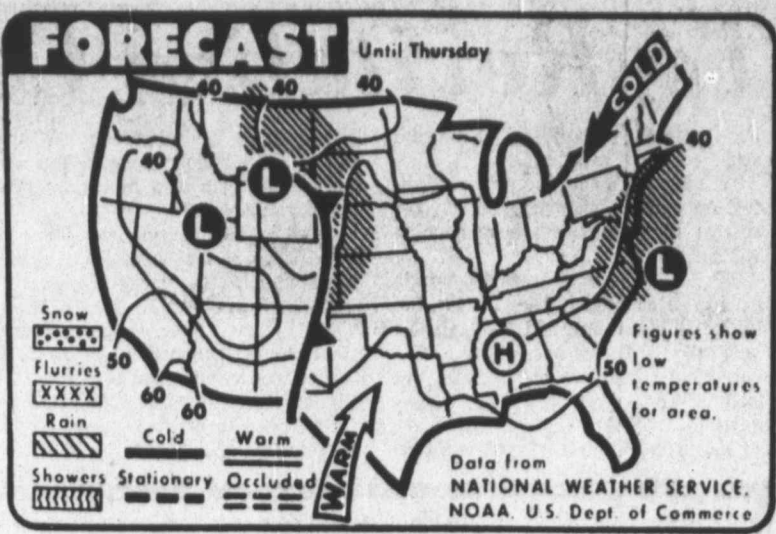 FORECAST Until Thursday
COLD
40 40 40
40
40
L
L
L
H
Snow
Flurries
XXXX
Rain
Showers
50
60
60
50
Cold Warm
Stationary Occluded
WARM
Figures show
low
temperatures
for area.
Data from
NATIONAL WEATHER SERVICE,
NOAA, U.S. Dept. of Commerce